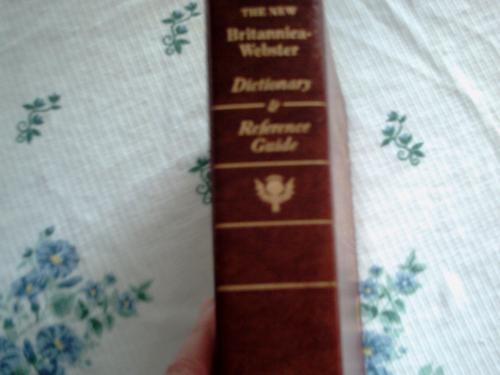 THE NEW
Britannica-
Webster
Dictionary
&
Reference
Guide